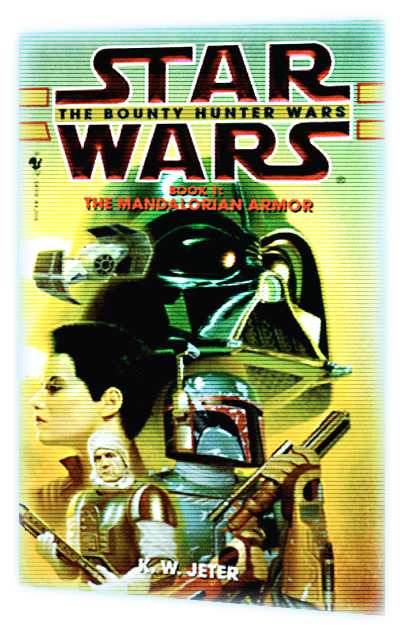 STAR
THE BOUNTY HUNTER WARS
WARS
BOOK 1:
THE MANDALORIAN ARMOR
K. W. JETER